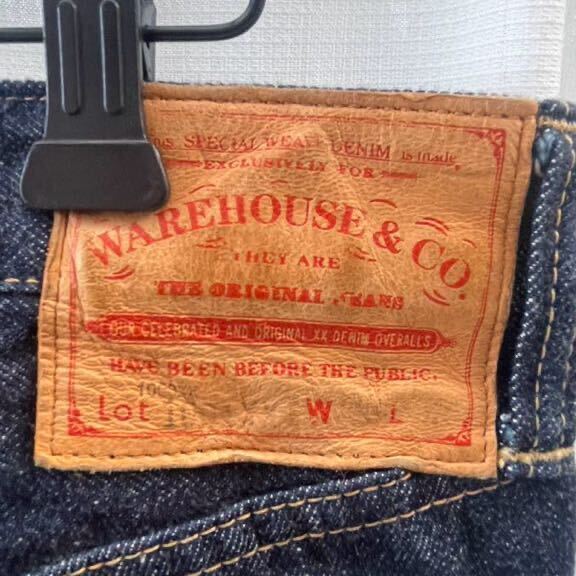 SPECIAL WEAVE DENIM is made
EXCLUSIVELY FOR
WAREHOUSE & CO.
THEY ARE
THE ORIGINAL JEANS
OUR CELEBRATED AND ORIGINAL XX DENIM OVERALLS
HAVE BEEN BEFORE THE PUBLIC.
Lot W L